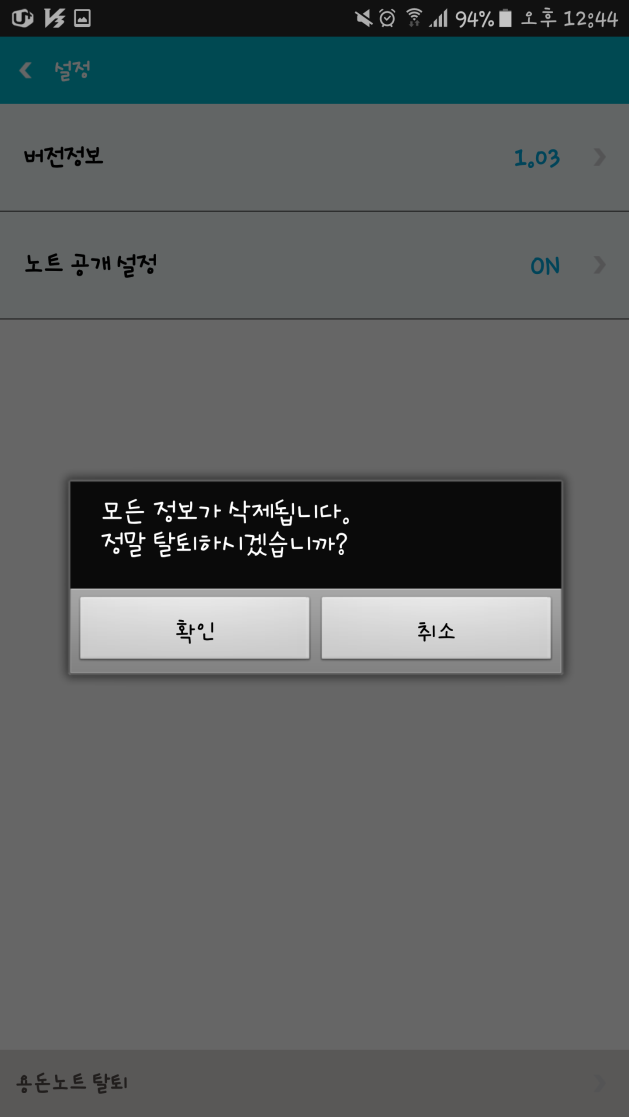 94% 오후 12:44
설정
버전정보 1.03
노트 공개 설정 ON
모든 정보가 삭제됩니다.
정말 탈퇴하시겠습니까?
확인 취소
용돈노트 탈퇴